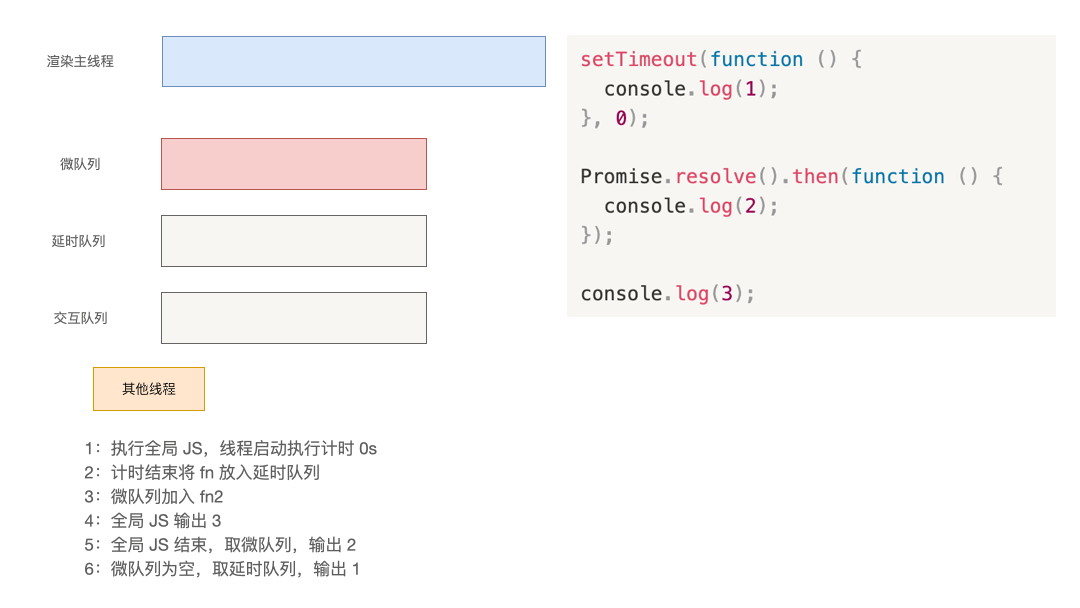 渲染主线程
微队列
延时队列
交互队列
其他线程
setTimeout(function () {
  console.log(1);
}, 0);
Promise.resolve().then(function () {
  console.log(2);
});
console.log(3);
1：执行全局 JS，线程启动执行计时 0s
2：计时结束将 fn 放入延时队列
3：微队列加入 fn2
4：全局 JS 输出 3
5：全局 JS 结束，取微队列，输出 2
6：微队列为空，取延时队列，输出 1